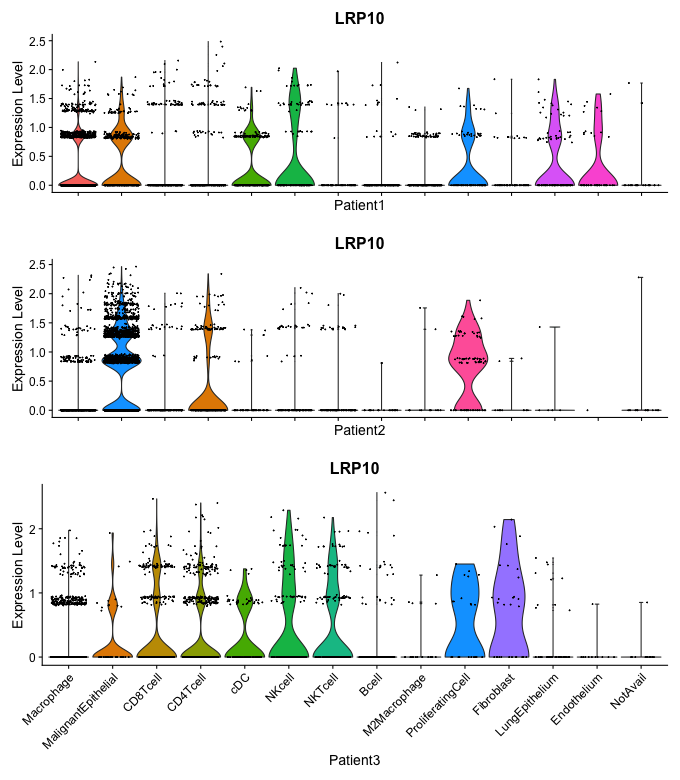 LRP10
Expression Level
2.5
2.0
1.5
1.0
0.5
0.0
Patient1
LRP10
Expression Level
2.5
2.0
1.5
1.0
0.5
0.0
Patient2
LRP10
Expression Level
2
1
0
Macrophage
MalignantEpithelial
CD8Tcell
CD4Tcell
cDC
NKcell
NKTcell
Bcell
M2Macrophage
ProliferatingCell
Fibroblast
LungEpithelium
Endothelium
NotAvail
Patient3